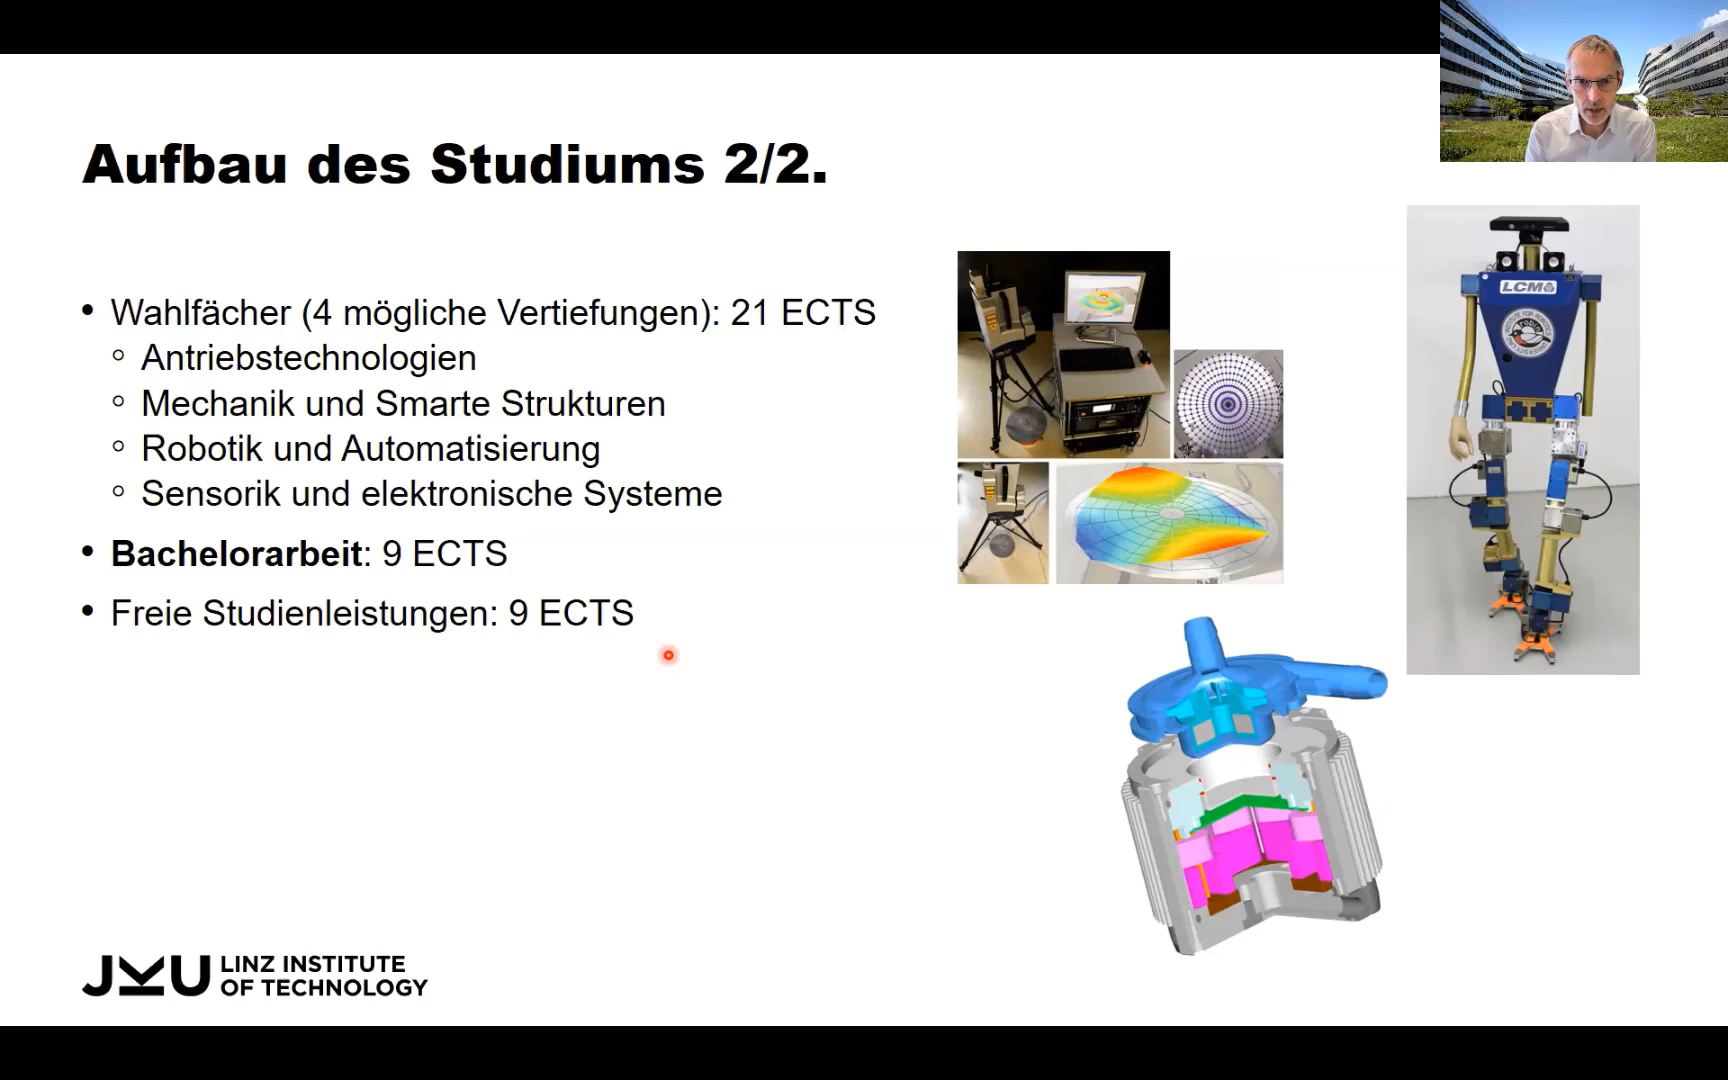 Aufbau des Studiums 2/2.
• Wahlfächer (4 mögliche Vertiefungen): 21 ECTS
○ Antriebstechnologien
○ Mechanik und Smarte Strukturen
○ Robotik und Automatisierung
○ Sensorik und elektronische Systeme
• Bachelorarbeit: 9 ECTS
• Freie Studienleistungen: 9 ECTS
LCM
JKU LINZ INSTITUTE
OF TECHNOLOGY